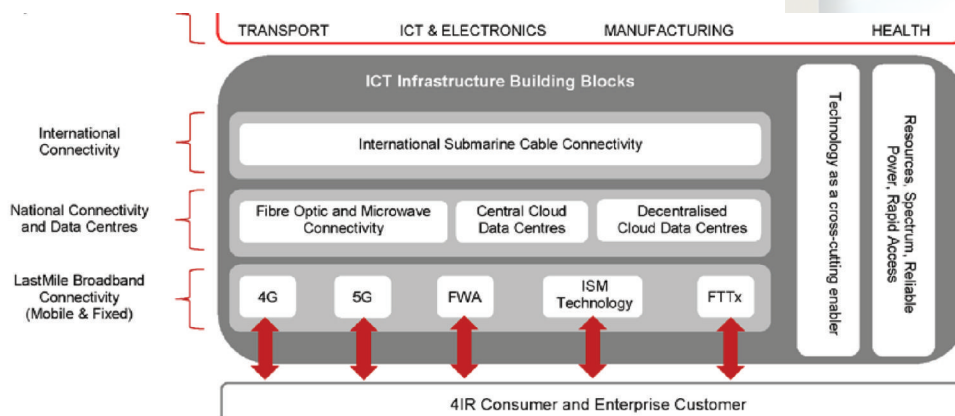 TRANSPORT
ICT & ELECTRONICS
MANUFACTURING
HEALTH
ICT Infrastructure Building Blocks
International
Connectivity
International Submarine Cable Connectivity
National Connectivity
and Data Centres
Fibre Optic and Microwave
Connectivity
Central Cloud
Data Centres
Decentralised
Cloud Data Centres
LastMile Broadband
Connectivity
(Mobile & Fixed)
4G
5G
FWA
ISM
Technology
FTTx
Technology as a cross-cutting enabler
Resources, Spectrum, Reliable
Power, Rapid Access
4IR Consumer and Enterprise Customer